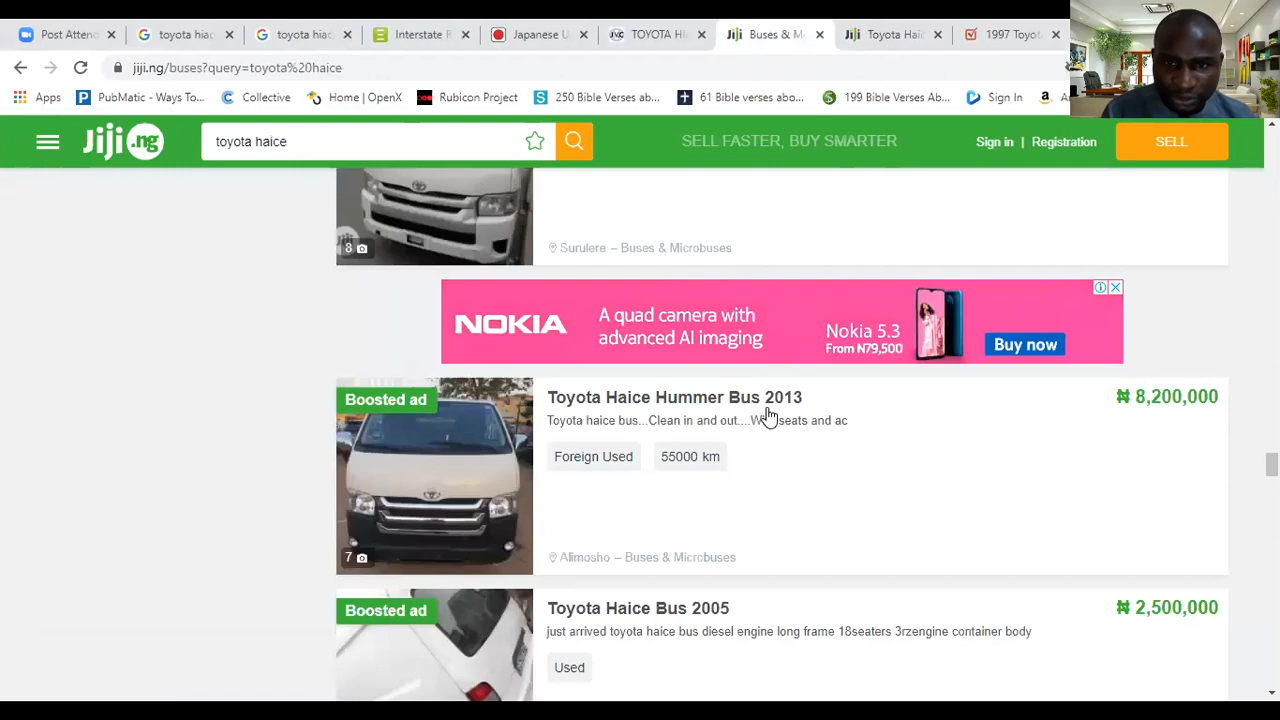 Post Atteno
toyota hiac
toyota hiac
Interstate R
Japanese U
TOYOTA HI
Buses & M
Toyota Haic
1997 Toyot
jiji.ng/buses?query=toyota%20haice
Apps
PubMatic - Ways To...
Collective
Home | OpenX
Rubicon Project
250 Bible Verses ab...
61 Bible verses abo...
199 Bible Verses Ab...
Sign In
Jiji.ng
toyota haice
SELL FASTER, BUY SMARTER
Sign in | Registration
SELL
3
Surulere – Buses & Microbuses
NOKIA
A quad camera with
advanced AI imaging
Nokia 5.3
From N79,500
Buy now
Boosted ad
Toyota Haice Hummer Bus 2013
₦ 8,200,000
Toyota haice bus...Clean in and out....W seats and ac
Foreign Used
55000 km
7
Alimosho – Buses & Microbuses
Boosted ad
Toyota Haice Bus 2005
₦ 2,500,000
just arrived toyota haice bus diesel engine long frame 18seaters 3rzengine container body
Used